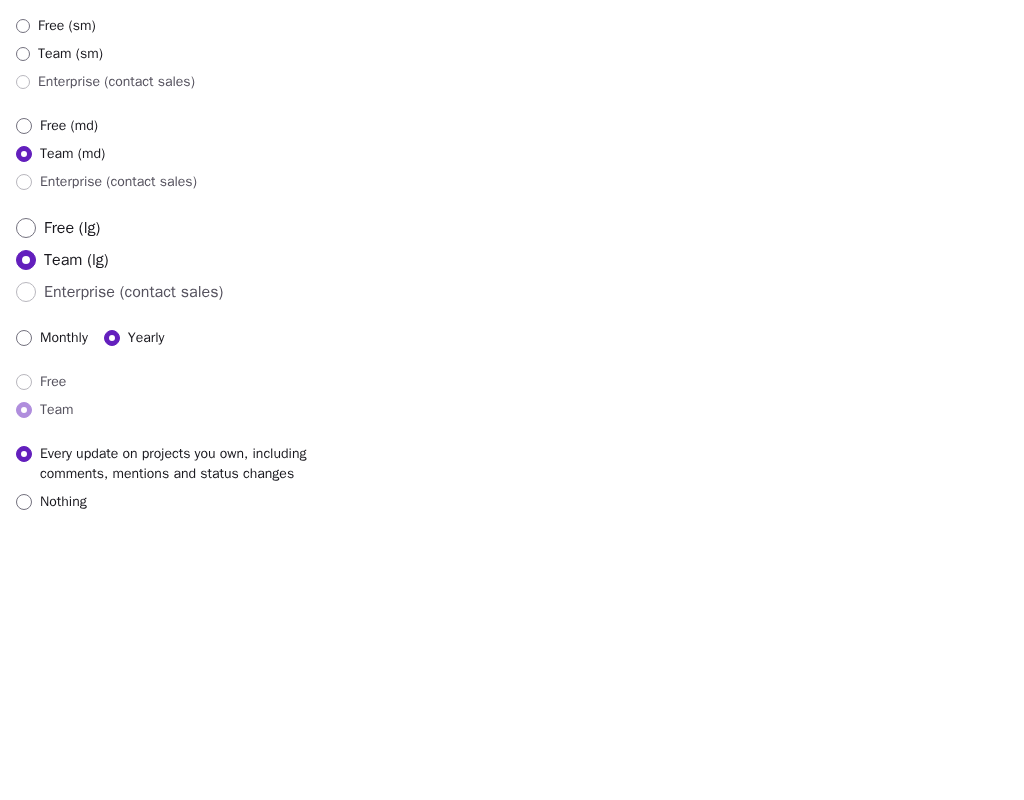 Free (sm)
Team (sm)
Enterprise (contact sales)
Free (md)
Team (md)
Enterprise (contact sales)
Free (lg)
Team (lg)
Enterprise (contact sales)
Monthly Yearly
Free
Team
Every update on projects you own, including
comments, mentions and status changes
Nothing